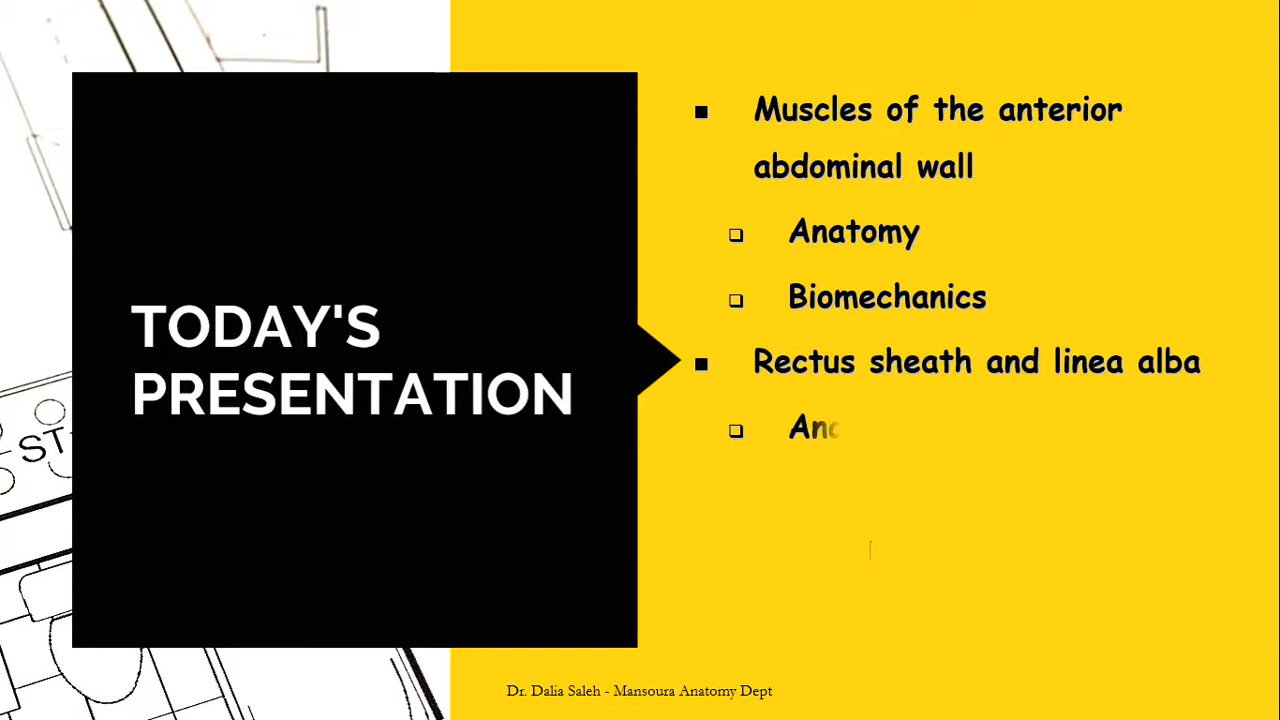 TODAY'S
PRESENTATION
■ Muscles of the anterior
abdominal wall
❑ Anatomy
❑ Biomechanics
■ Rectus sheath and linea alba
❑
ST
Dr. Dalia Saleh - Mansoura Anatomy Dept